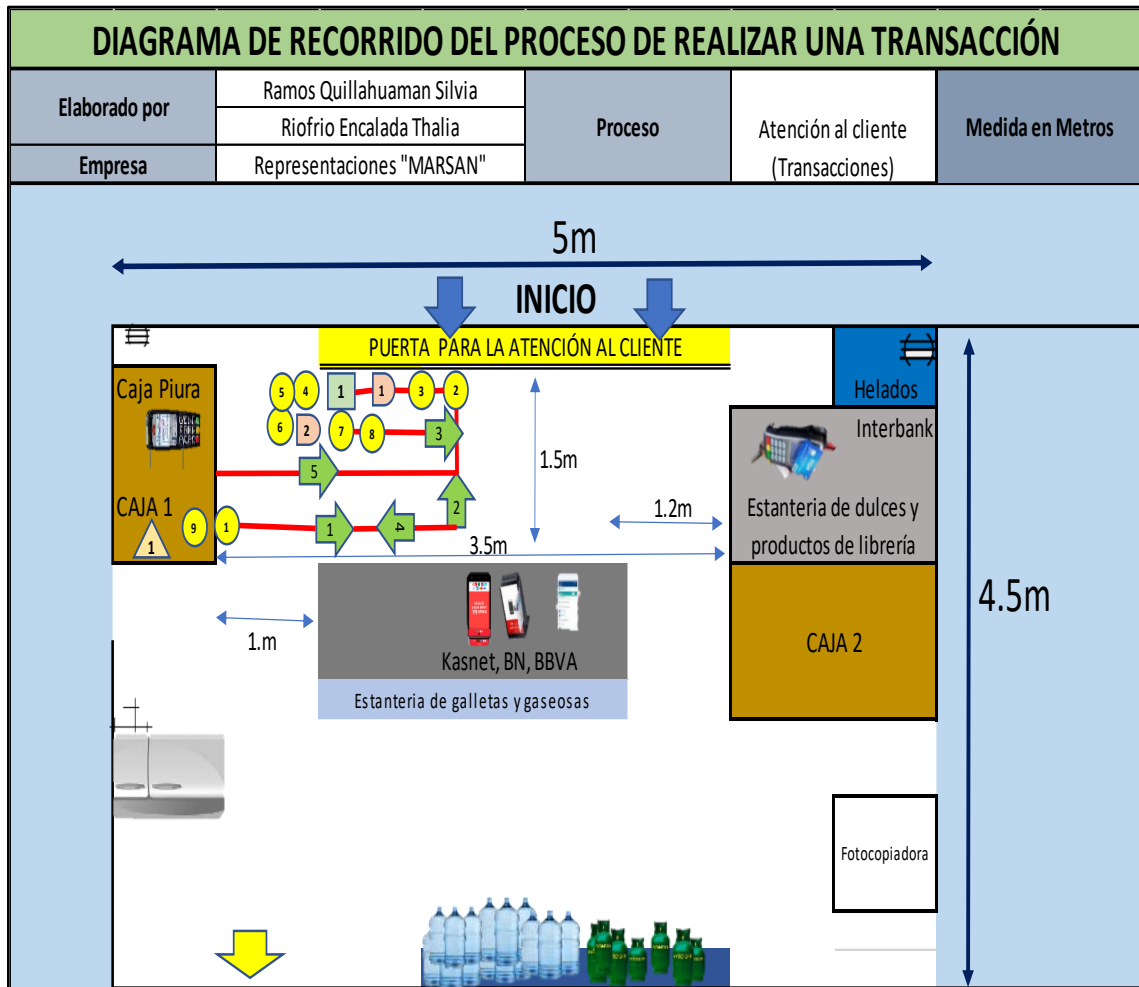 DIAGRAMA DE RECORRIDO DEL PROCESO DE REALIZAR UNA TRANSACCIÓN
Elaborado por
Ramos Quillahuaman Silvia
Riofrio Encalada Thalia
Proceso
Atención al cliente
(Transacciones)
Medida en Metros
Empresa
Representaciones "MARSAN"
5m
INICIO
PUERTA PARA LA ATENCIÓN AL CLIENTE
Caja Piura
5 4 1 1 3 2
6 2 7 8 3
5
1.5m
Helados
Interbank
CAJA 1
9 1 1 4 2
1
1.2m
3.5m
Estanteria de dulces y
productos de librería
4.5m
1.m
Kasnet, BN, BBVA
CAJA 2
Estanteria de galletas y gaseosas
Fotocopiadora